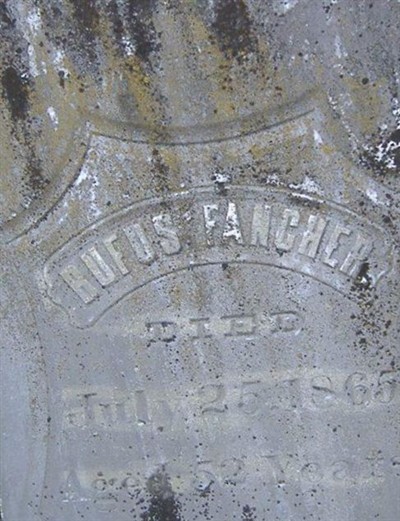 RUFUS FANCHER
DIED
July 25, 1865
Aged 52 Years